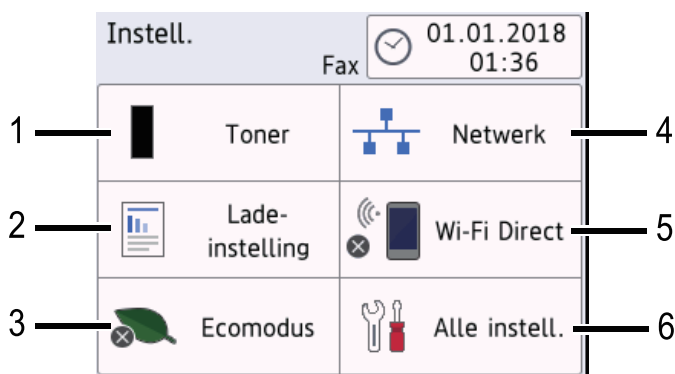 Instell.
Fax
01.01.2018
01:36
1
Toner
Netwerk
4
2
Lade-
instelling
Wi-Fi Direct
5
3
Ecomodus
Alle instell.
6